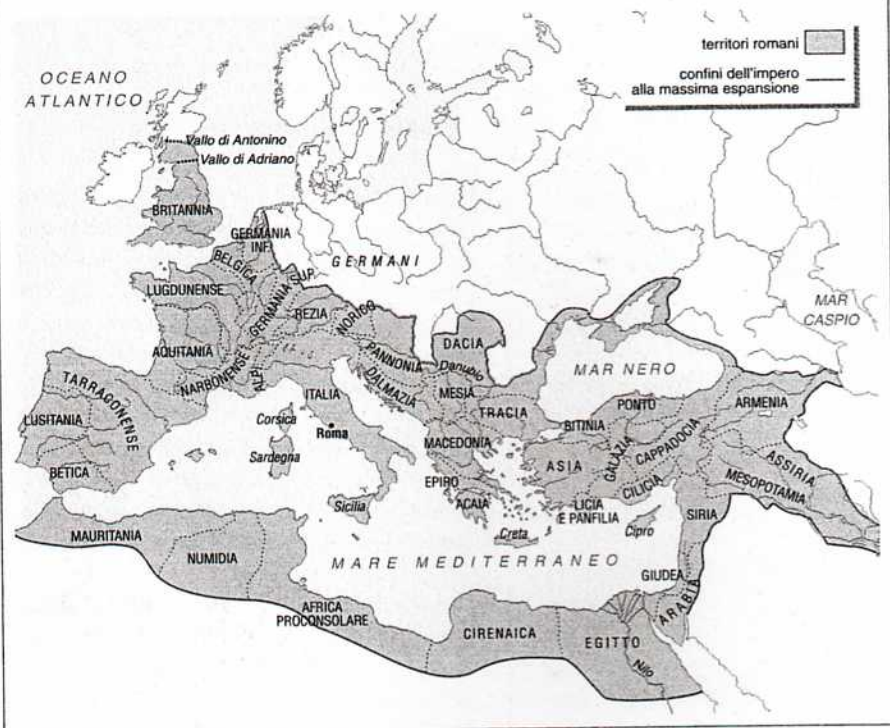 territori romani
confini dell'impero
alla massima espansione
OCEANO
ATLANTICO
Vallo di Antonino
Vallo di Adriano
BRITANNIA
GERMANIA
INF.
BELGICA
GERMANI
LUGDUNENSE
GERMANIA SUP.
REZIA
NORICO
MAR
CASPIO
AQUITANIA
NARBONENSE
ALPI
PANNONIA
DACIA
Danubio
MAR NERO
TARRAGONENSE
ITALIA
DALMAZIA
MESIA
TRACIA
PONTO
ARMENIA
LUSITANIA
Corsica
Roma
BITINIA
GALAZIA
CAPPADOCIA
MACEDONIA
ASSIRIA
BETICA
Sardegna
ASIA
EPIRO
CILICIA
MESOPOTAMIA
Sicilia
ACAIA
LICIA
E PANFILIA
SIRIA
Creta
Cipro
MAURITANIA
NUMIDIA
MARE MEDITERRANEO
GIUDEA
ARABIA
AFRICA
PROCONSOLARE
CIRENAICA
EGITTO
Nilo